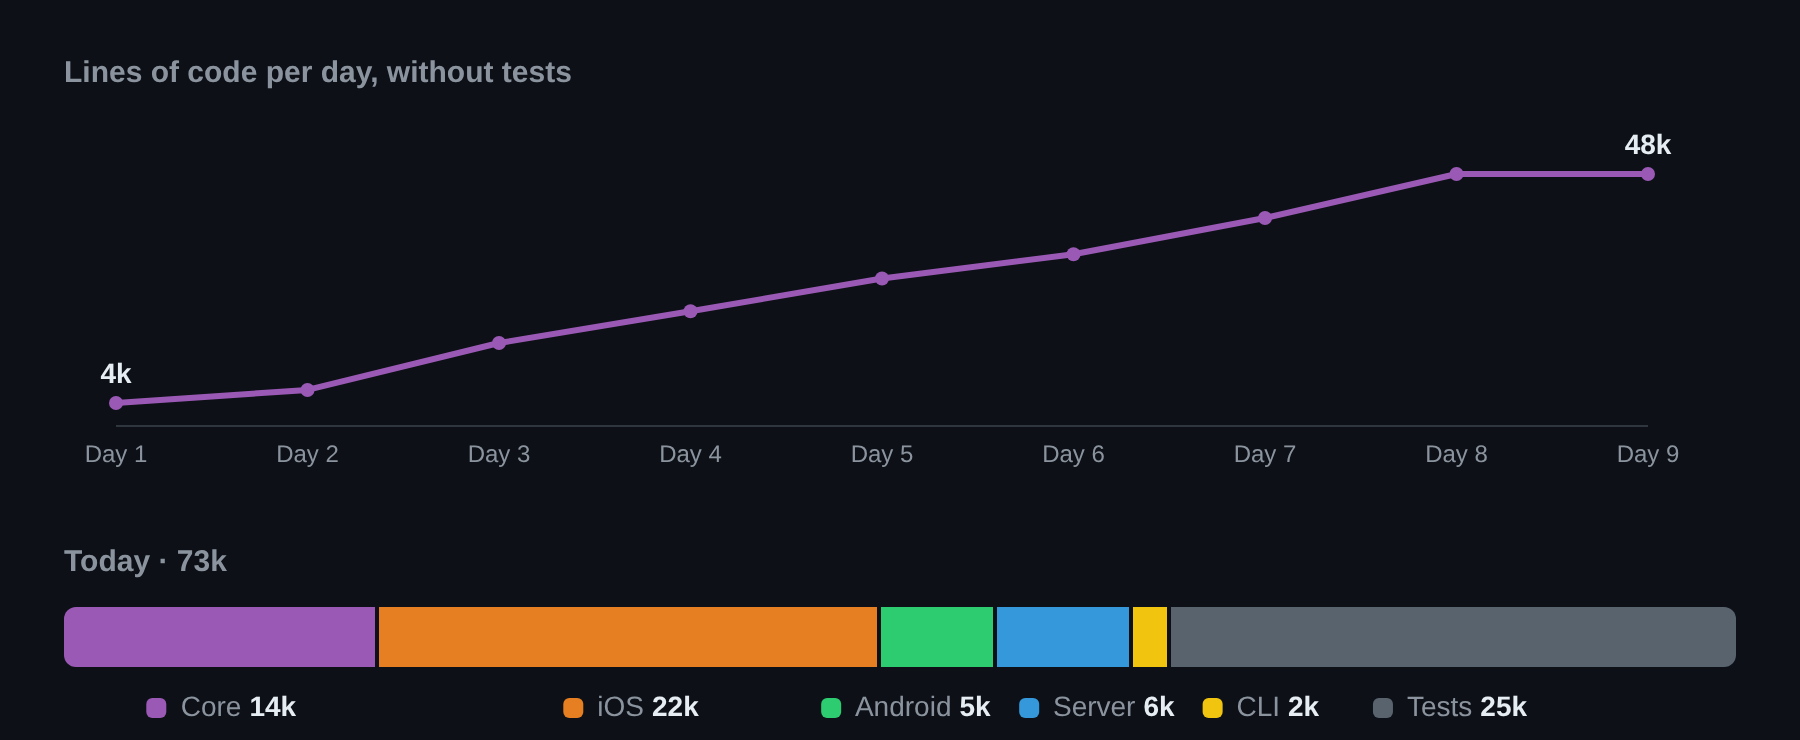 Lines of code per day, without tests
48k
4k
Day 1 Day 2 Day 3 Day 4 Day 5 Day 6 Day 7 Day 8 Day 9
Today · 73k
Core 14k iOS 22k Android 5k Server 6k CLI 2k Tests 25k